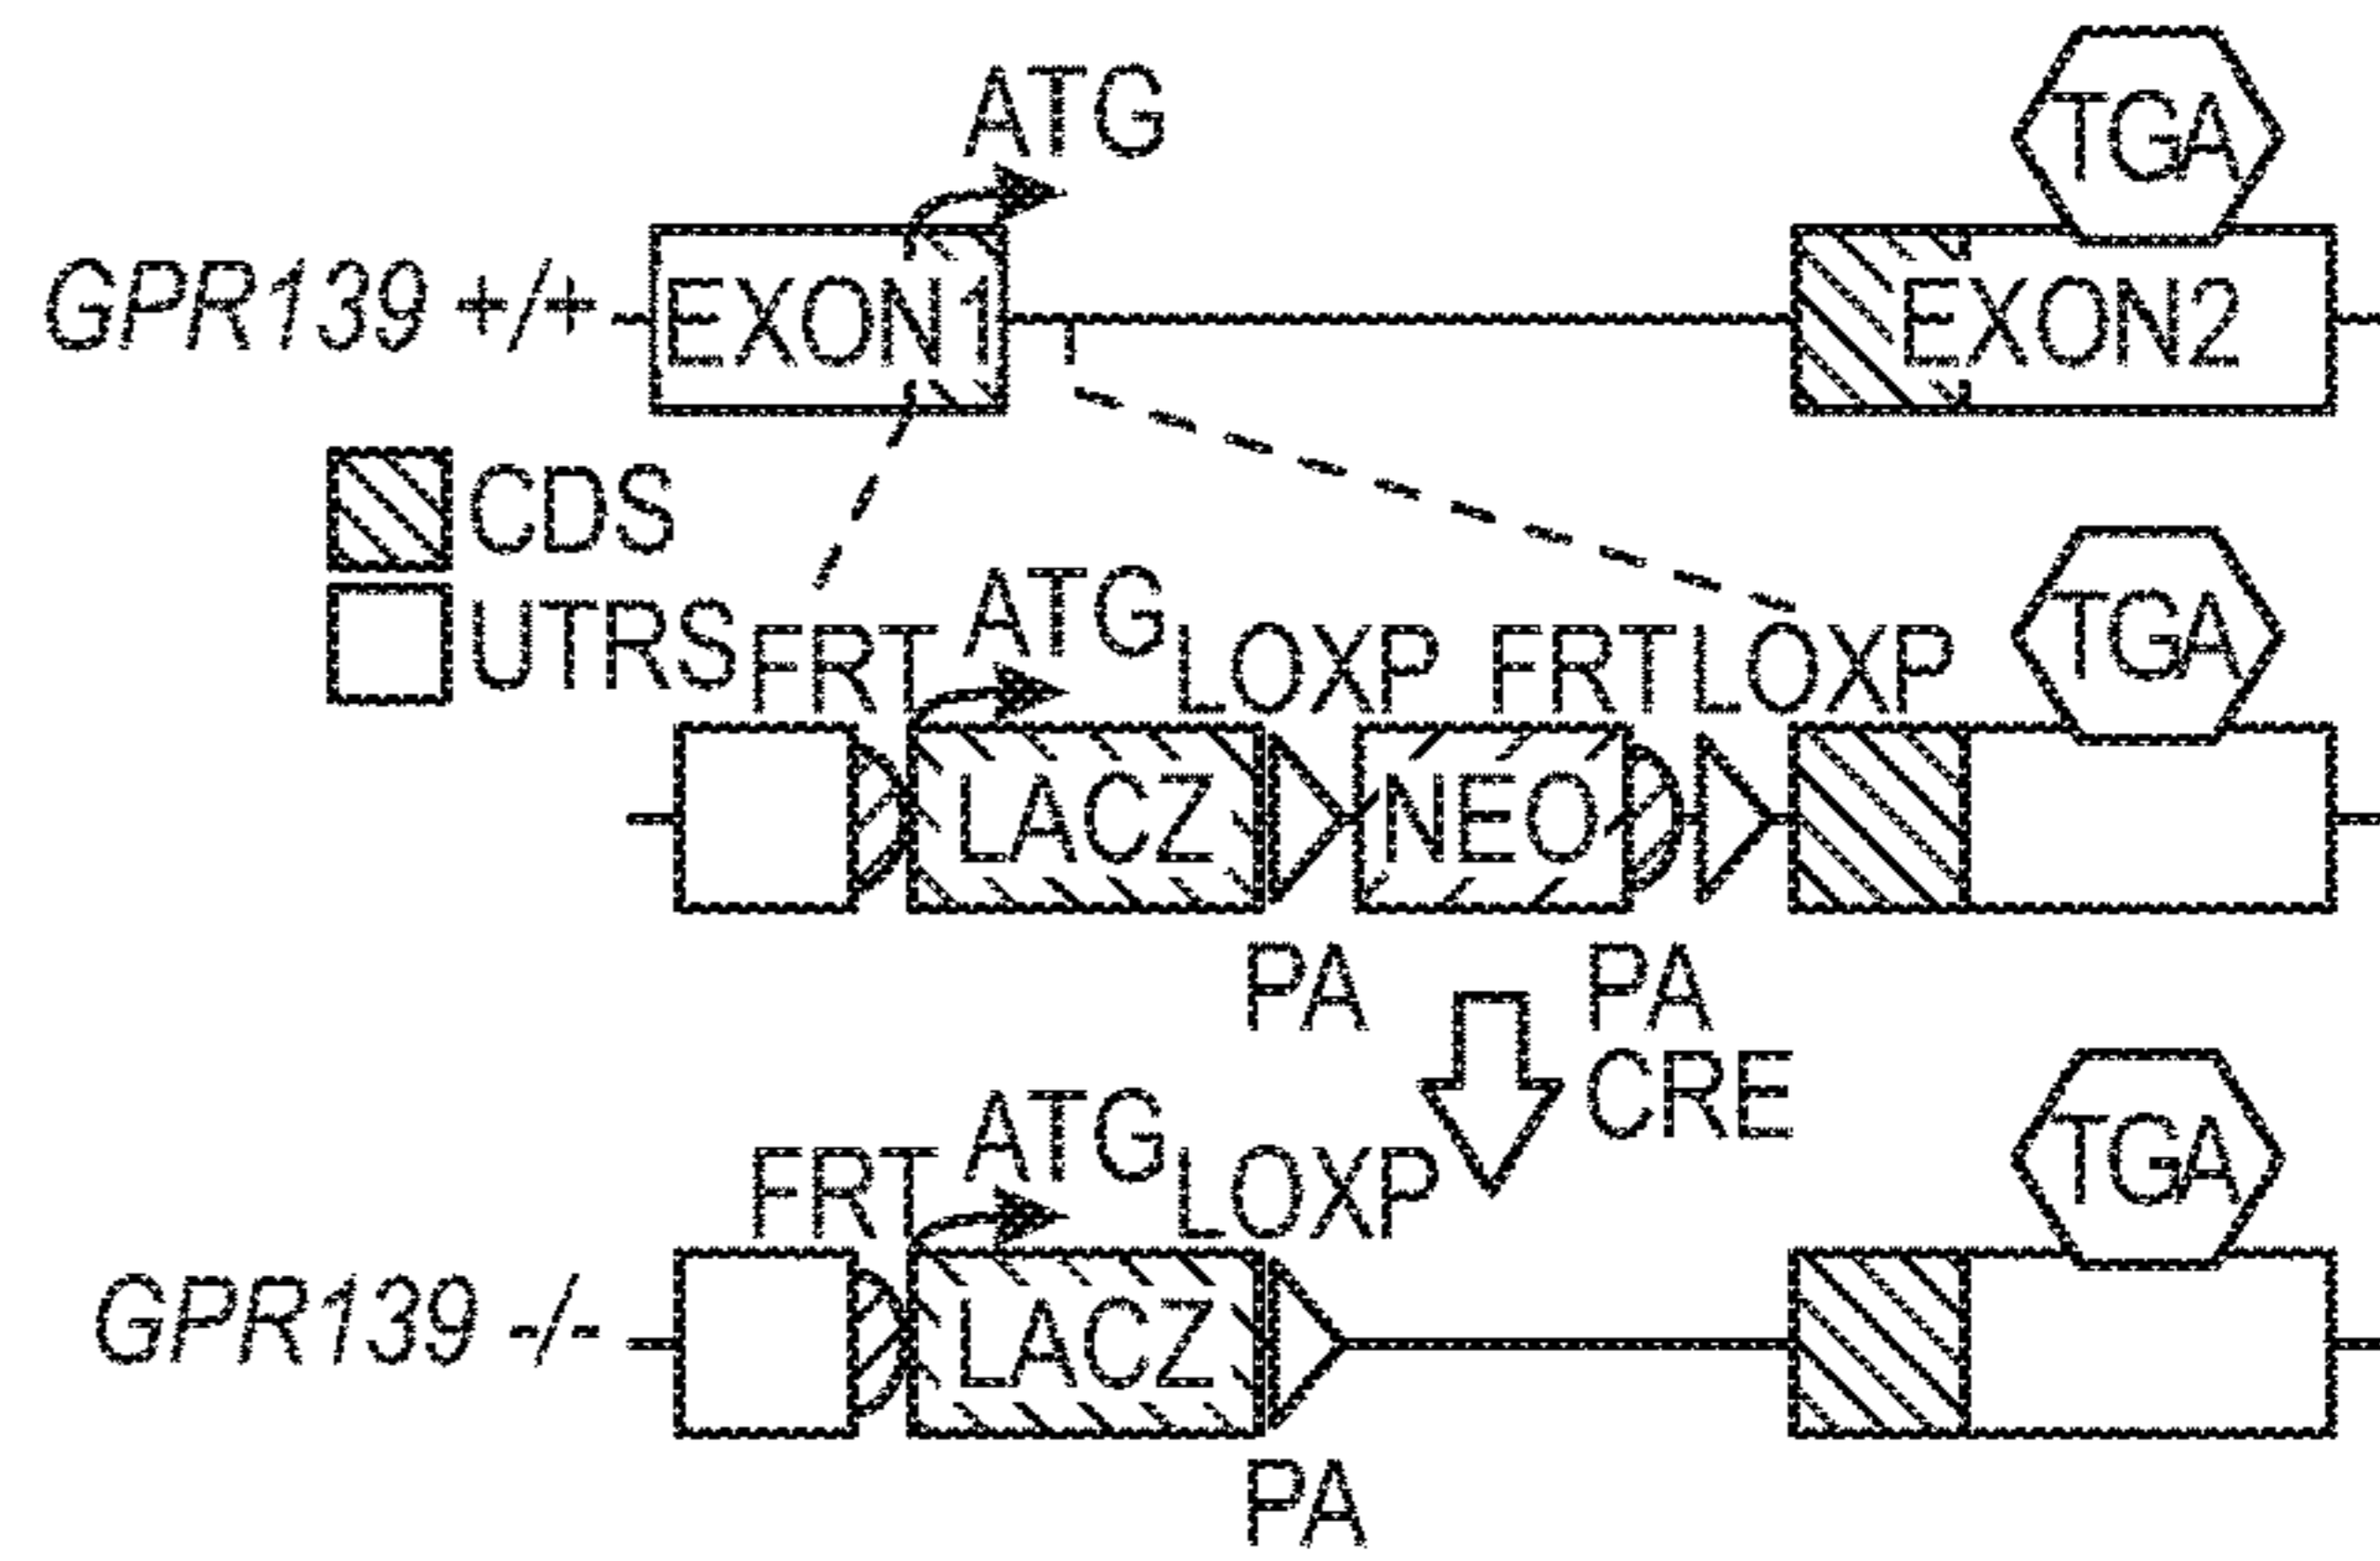 ATG
TGA
GPR139 +/+ EXON1 EXON2
CDS
UTRS
FRT ATG LOXP FRT LOXP TGA
LACZ NEO
PA PA
CRE
FRT ATG LOXP TGA
GPR139 -/- LACZ
PA